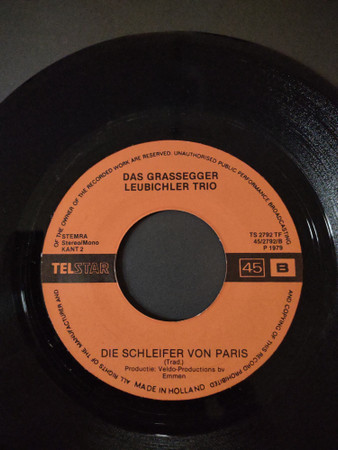 OF THE OWNER OF THE RECORDED WORK ARE RESERVED. UNAUTHORISED PUBLIC PERFORMANCE BROADCASTING
DAS GRASSEGGER
LEUBICHLER TRIO
STEMRA
Stereo/Mono
KANT 2
TS 2792 TF
45/2792/B
P 1979
TELSTAR
45 B
DIE SCHLEIFER VON PARIS
(Trad.)
Productie: Veldo-Productions bv
Emmen
AND COPYING OF THIS RECORD PROHIBITED
MADE IN HOLLAND
ALL RIGHTS OF THE MANUFACTURER AND